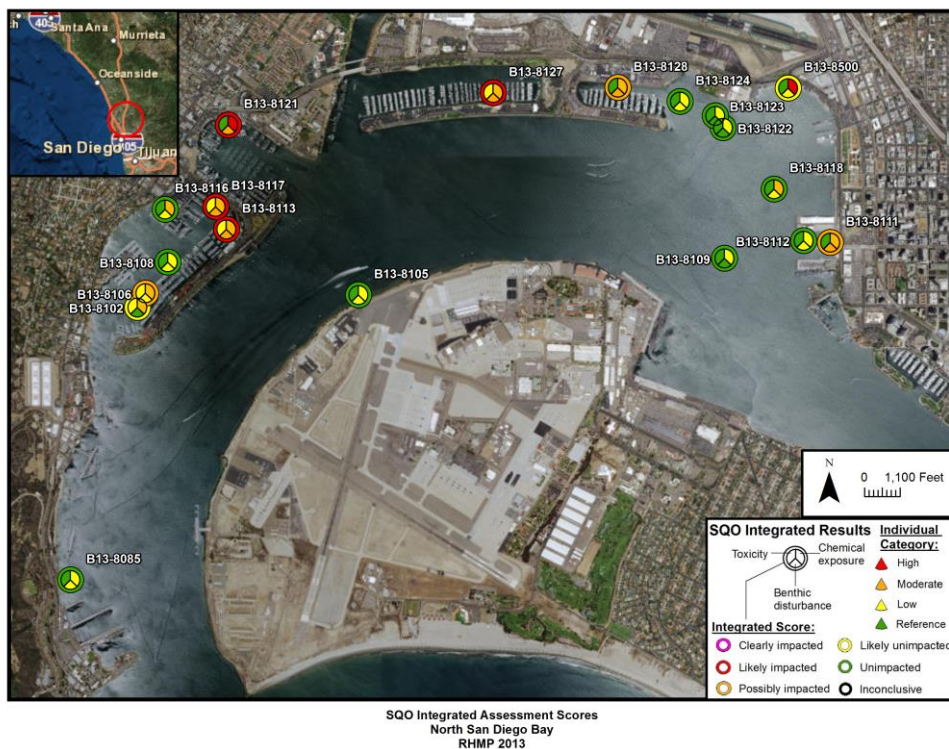 40
Santa Ana
Murrieta
Oceanside
San Diego
805
Tijuan
B13-8127
B13-8128
B13-8124
B13-8500
B13-8123
B13-8122
B13-8121
B13-8118
B13-8116
B13-8117
B13-8113
B13-8111
B13-8112
B13-8109
B13-8108
B13-8106
B13-8102
B13-8105
B13-8085
N
0 1,100 Feet
SQO Integrated Results
Individual
Category:
Toxicity
Chemical
exposure
Benthic
disturbance
High
Moderate
Low
Reference
Integrated Score:
Clearly impacted
Likely unimpacted
Likely impacted
Unimpacted
Possibly impacted
Inconclusive
SQO Integrated Assessment Scores
North San Diego Bay
RHMP 2013